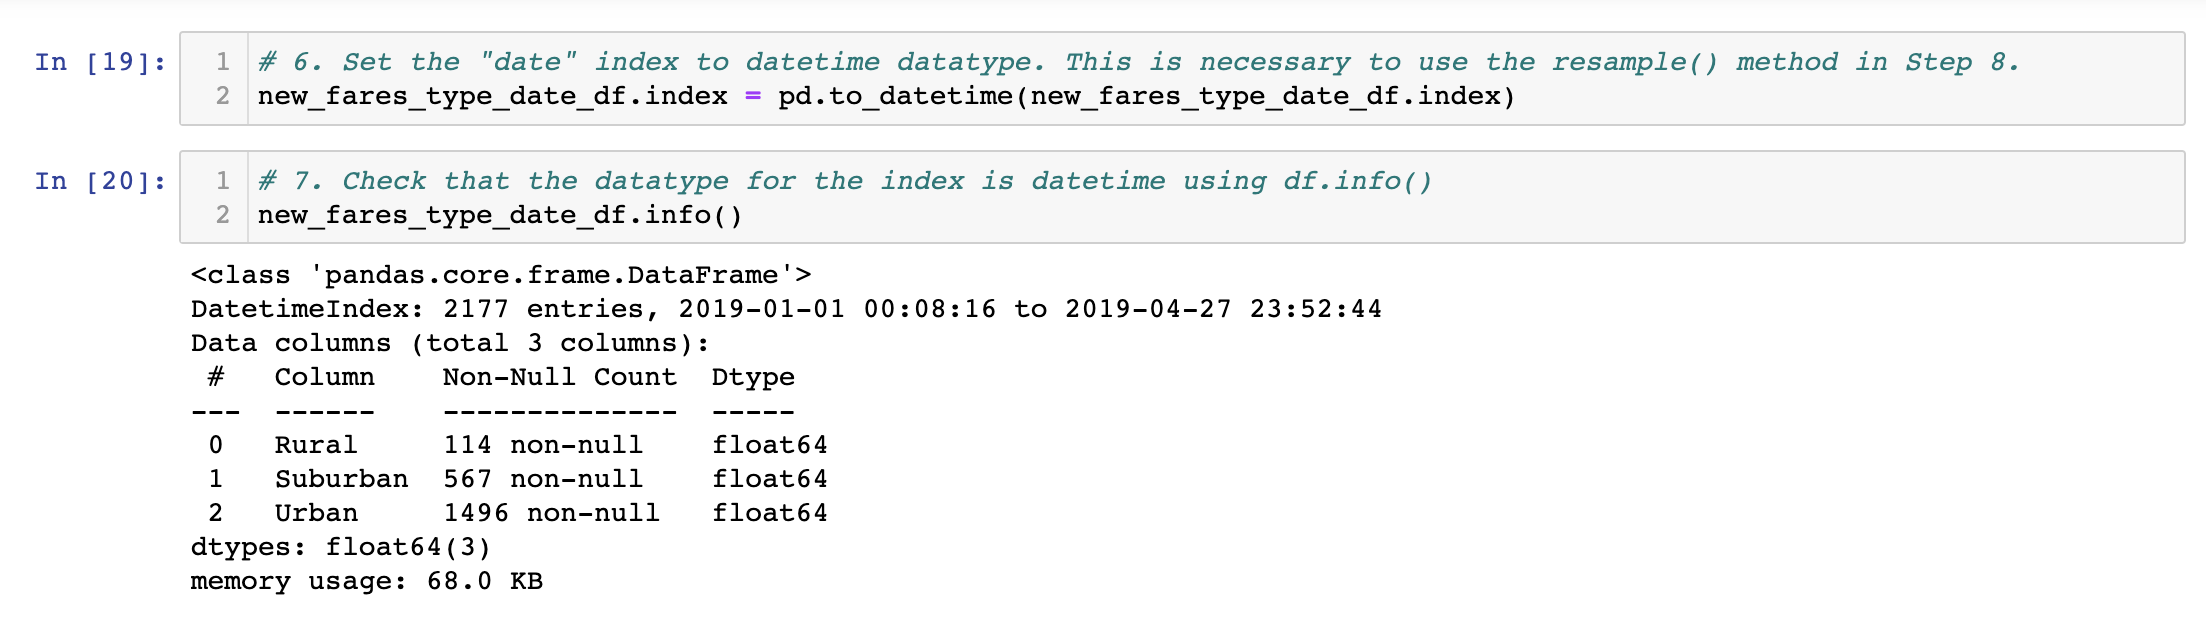 In [19]:
1 # 6. Set the "date" index to datetime datatype. This is necessary to use the resample() method in Step 8.
2 new_fares_type_date_df.index = pd.to_datetime(new_fares_type_date_df.index)
In [20]:
1 # 7. Check that the datatype for the index is datetime using df.info()
2 new_fares_type_date_df.info()
<class 'pandas.core.frame.DataFrame'>
DatetimeIndex: 2177 entries, 2019-01-01 00:08:16 to 2019-04-27 23:52:44
Data columns (total 3 columns):
 #   Column    Non-Null Count  Dtype
---  ------    --------------  -----
 0   Rural     114 non-null    float64
 1   Suburban  567 non-null    float64
 2   Urban     1496 non-null   float64
dtypes: float64(3)
memory usage: 68.0 KB